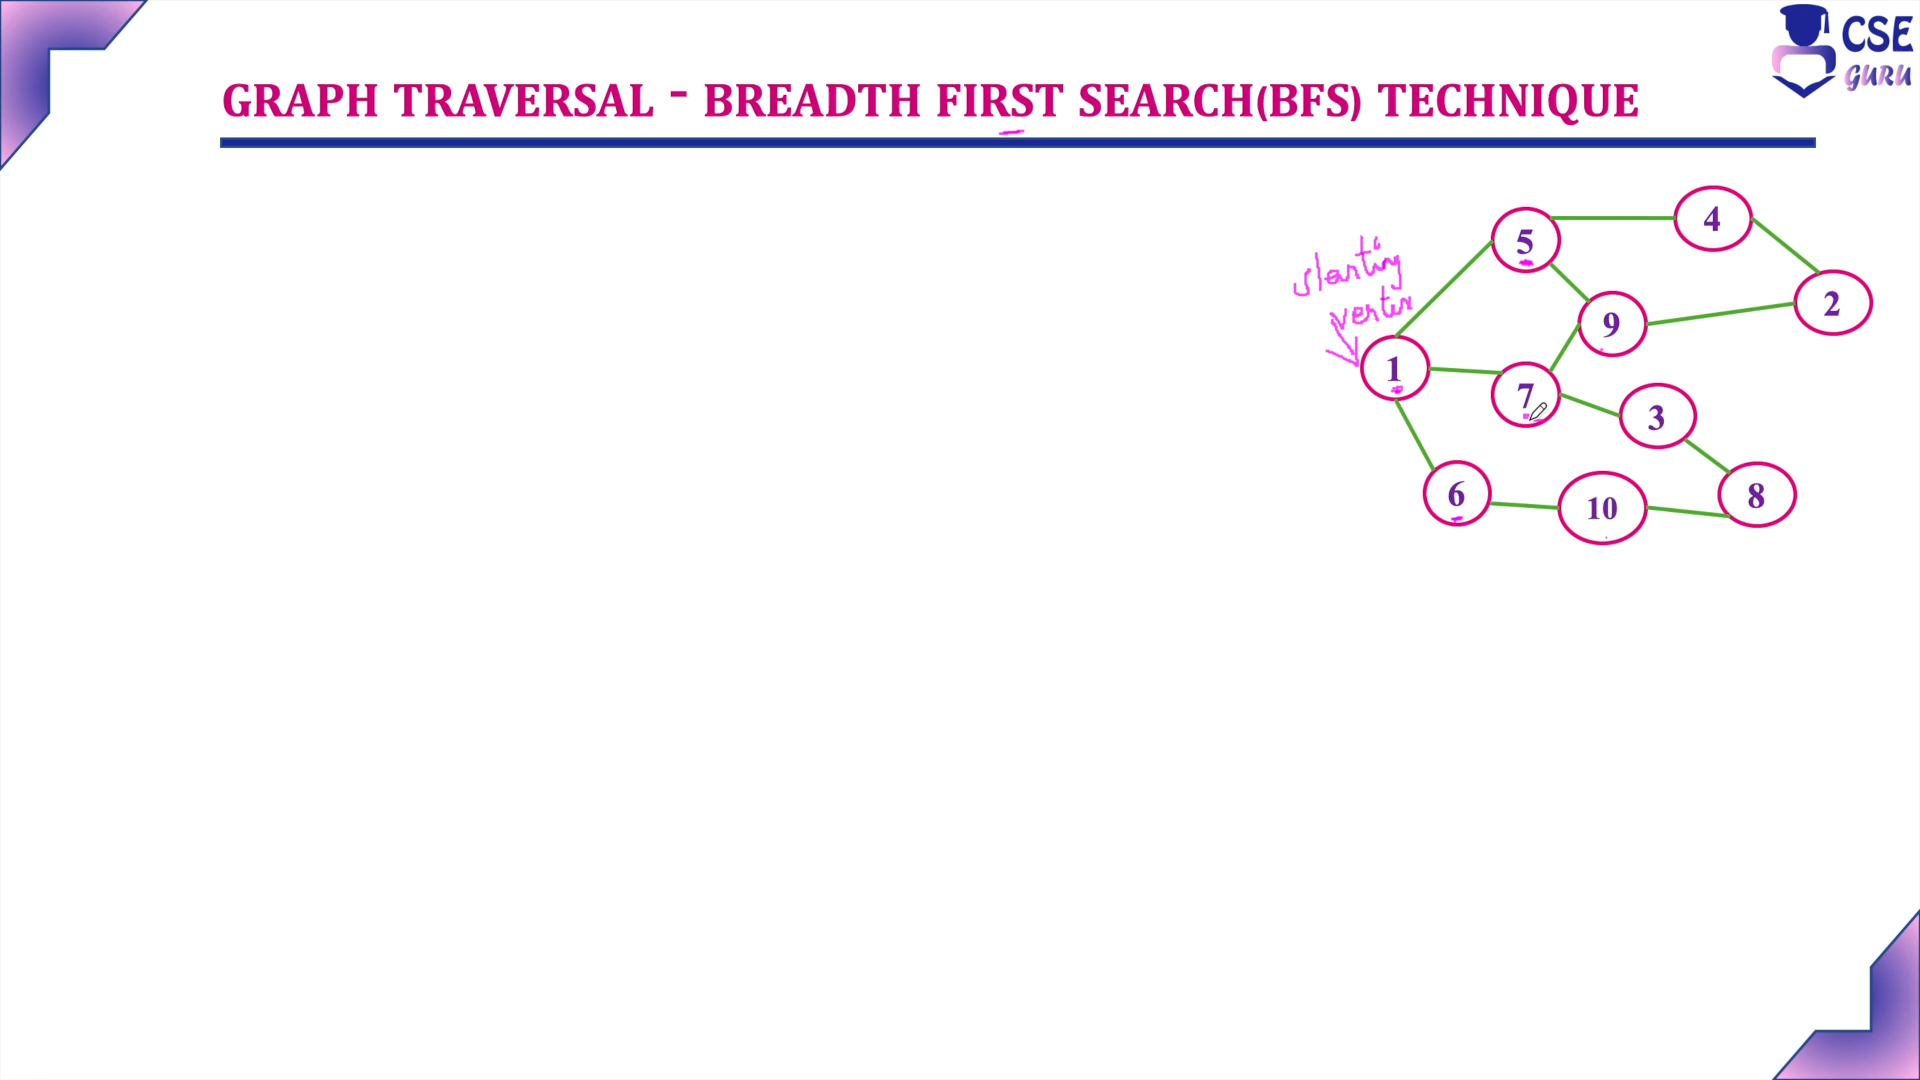 CSE
GURU
GRAPH TRAVERSAL - BREADTH FIRST SEARCH(BFS) TECHNIQUE
5
4
starting
vertex
9
2
1
7
3
6
10
8